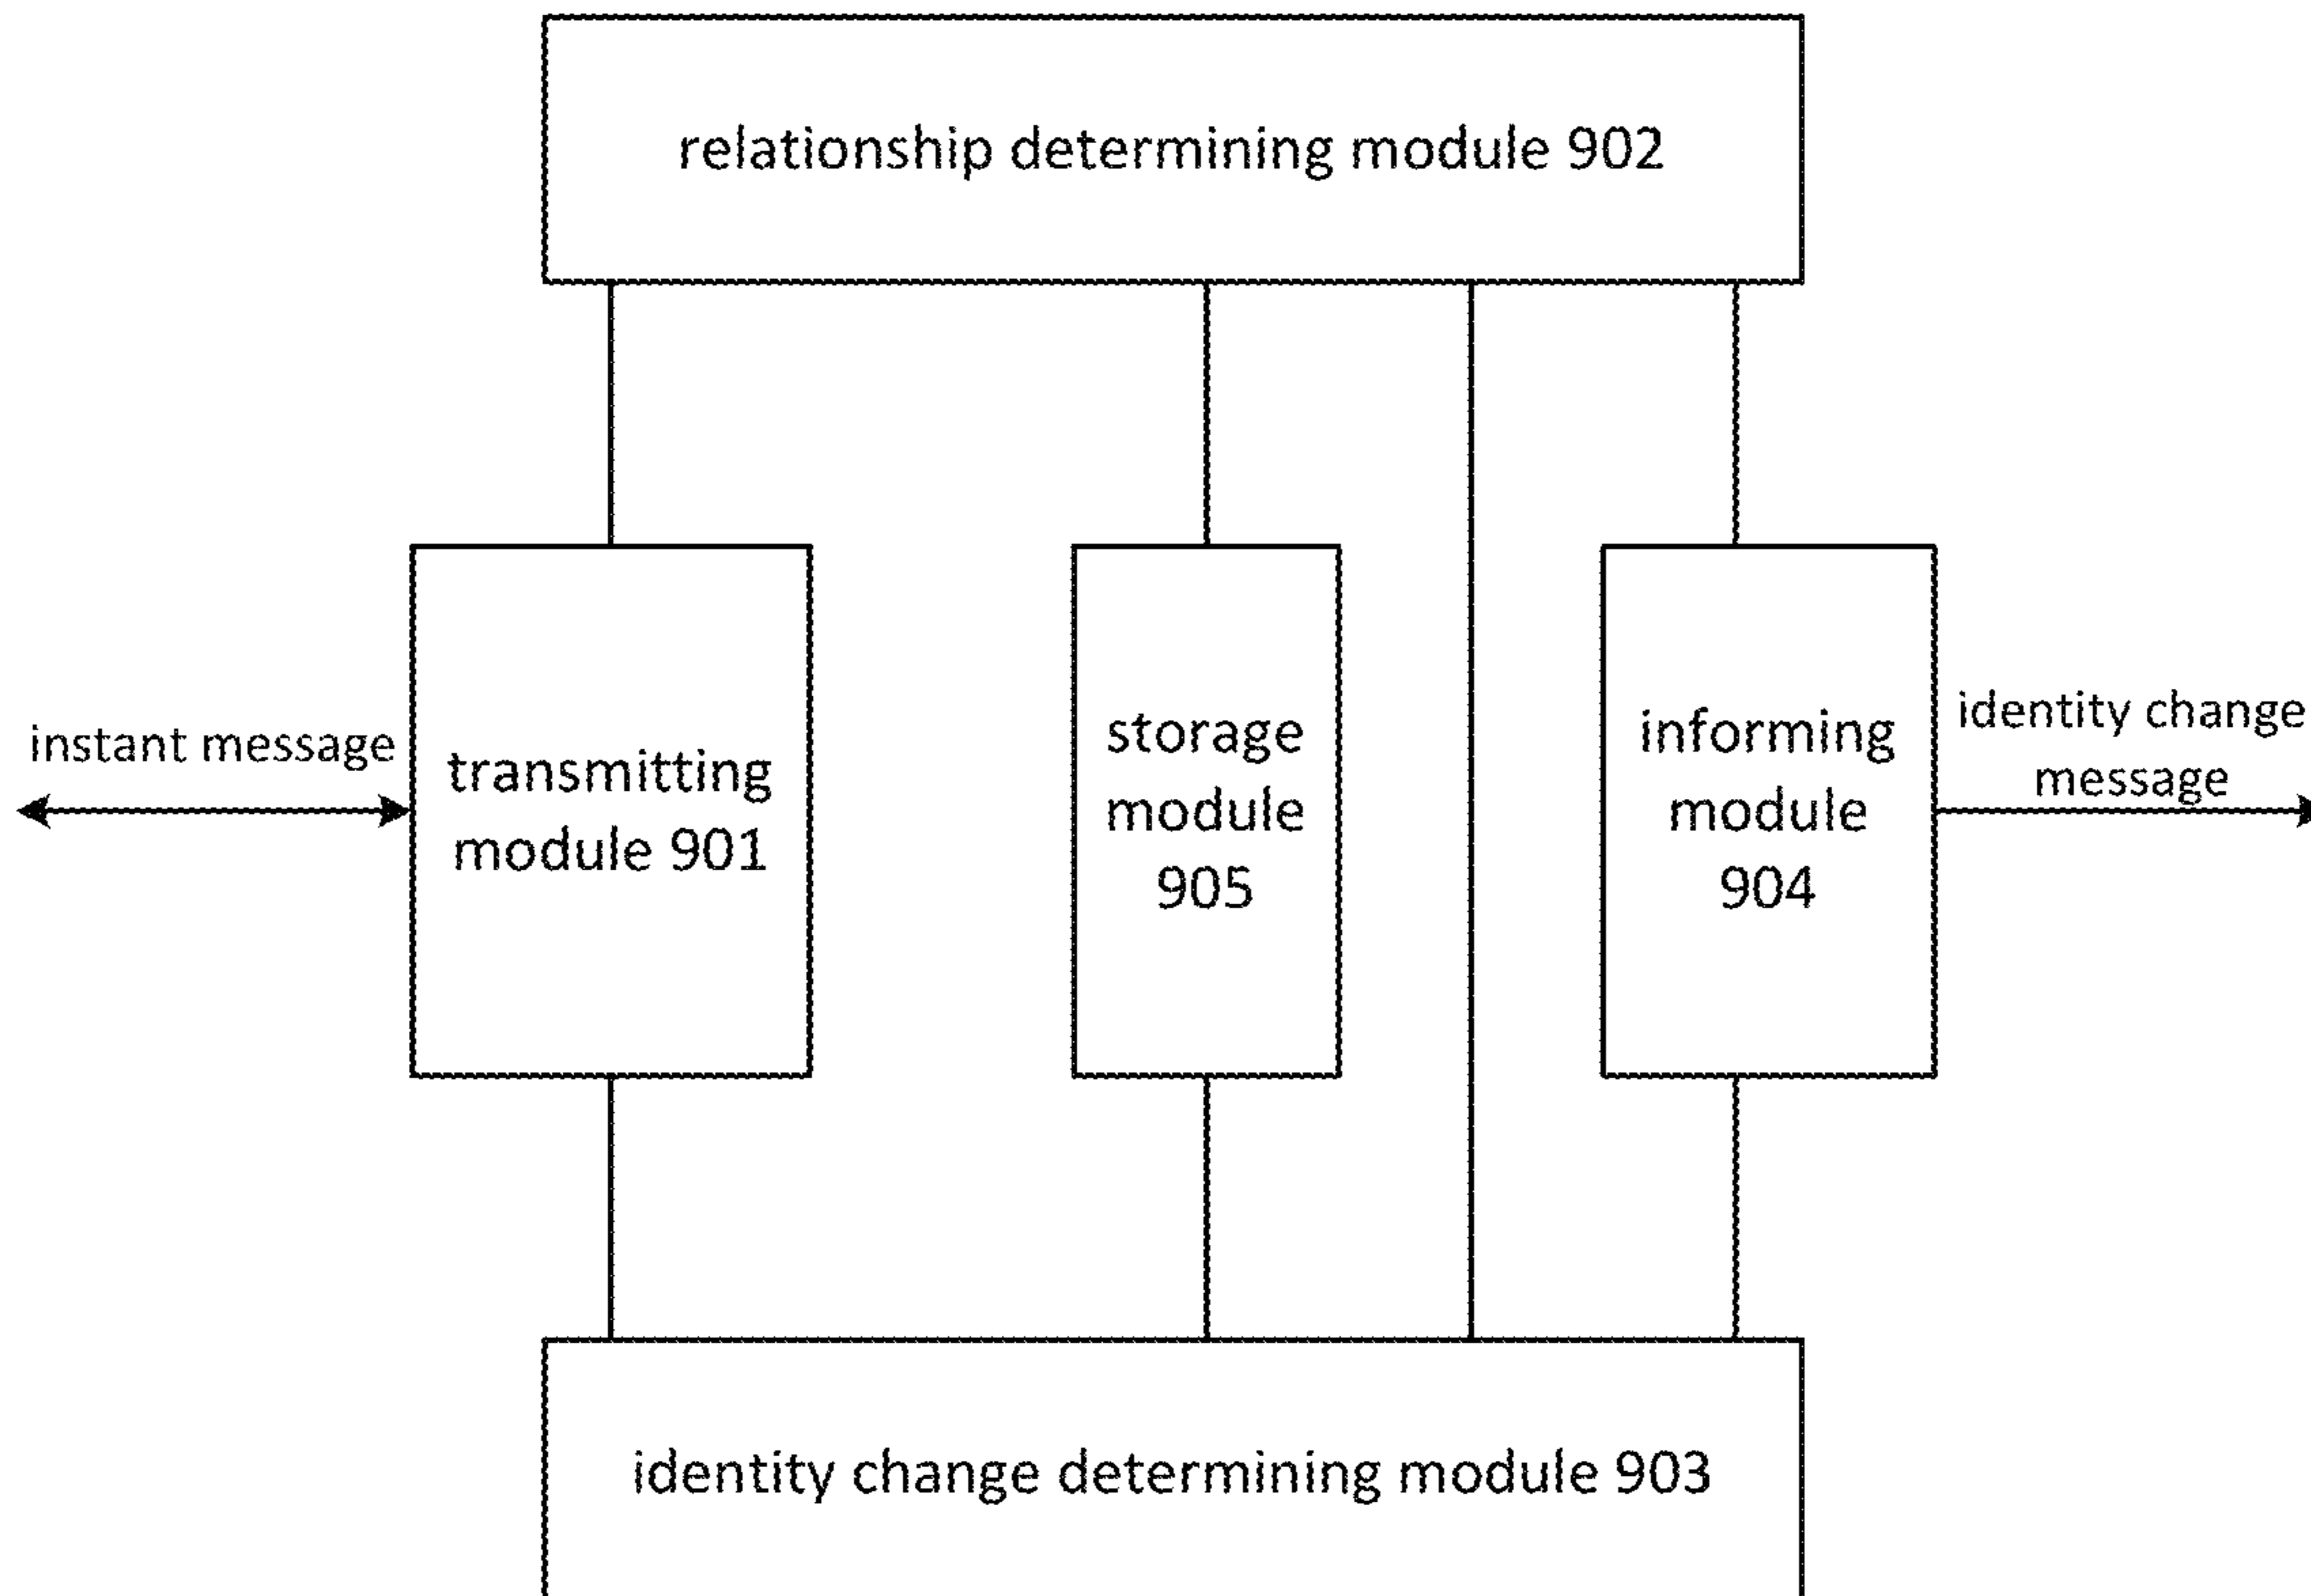 relationship determining module 902
instant message
transmitting
module 901
storage
module
905
informing
module
904
identity change
message
identity change determining module 903